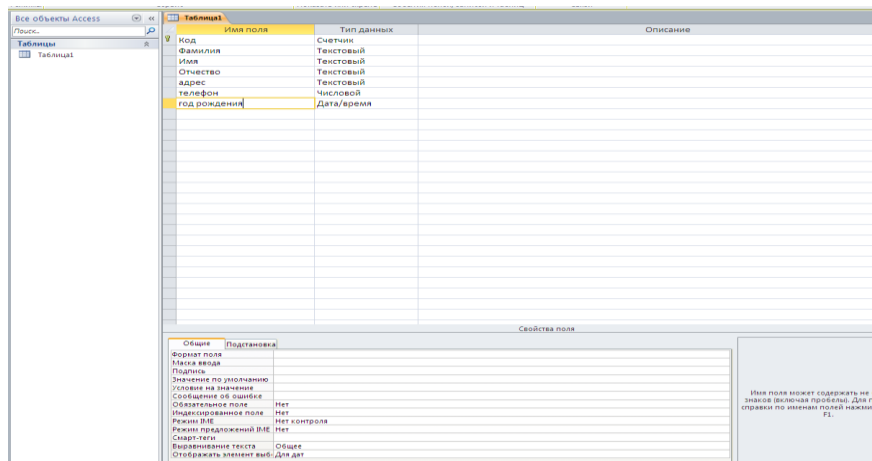 Все объекты Access
Поиск...
Таблицы
Таблица1
Таблица1
Имя поля Тип данных Описание
Код Счетчик
Фамилия Текстовый
Имя Текстовый
Отчество Текстовый
адрес Текстовый
телефон Числовой
год рождения Дата/время
Свойства поля
Общие Подстановка
Формат поля
Маска ввода
Подпись
Значение по умолчанию
Условие на значение
Сообщение об ошибке
Обязательное поле Нет
Индексированное поле Нет
Режим IME Нет контроля
Режим предложений IME Нет
Смарт-теги
Выравнивание текста Общее
Отображать элемент выб Для дат
Имя поля может содержать не
знаков (включая пробелы). Для п
справки по именам полей нажми
F1.